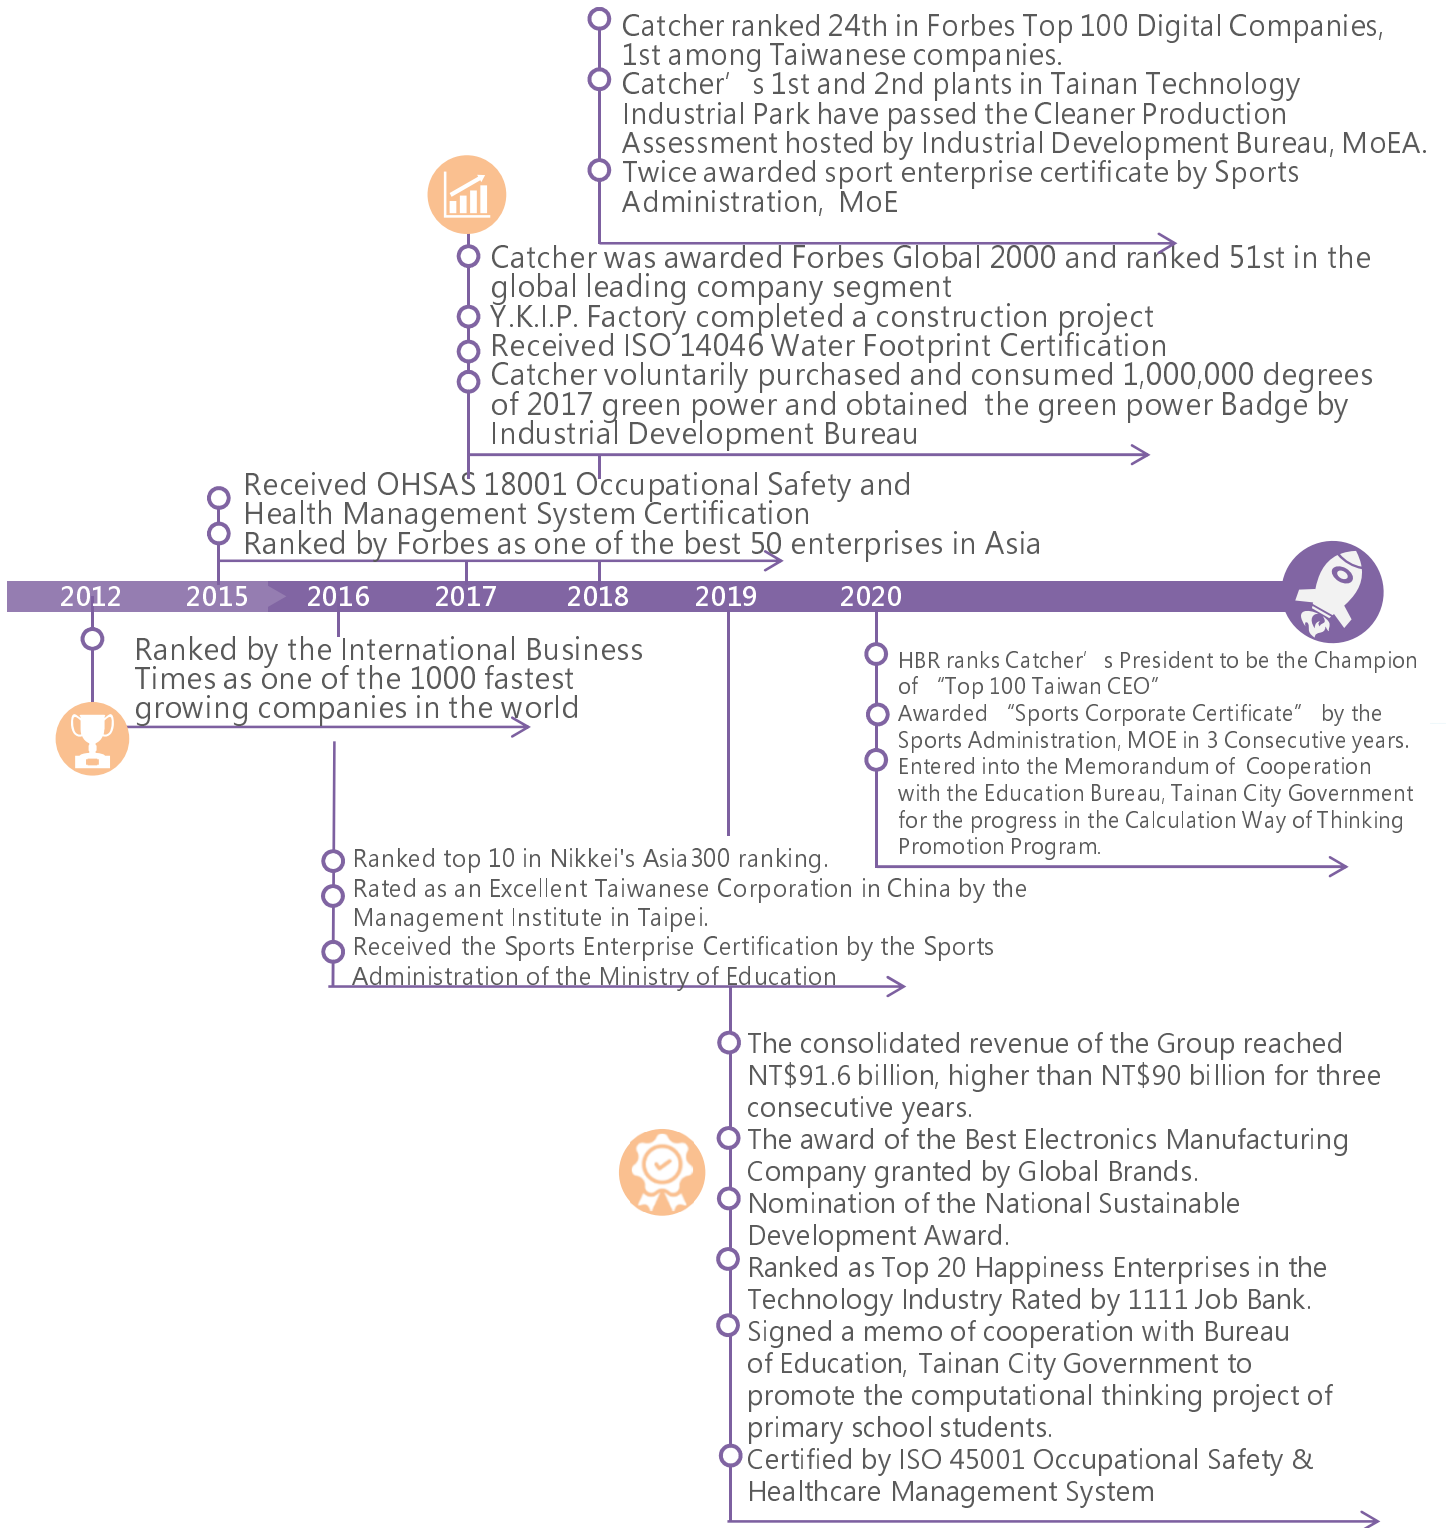 Catcher ranked 24th in Forbes Top 100 Digital Companies,
1st among Taiwanese companies.
Catcher’s 1st and 2nd plants in Tainan Technology
Industrial Park have passed the Cleaner Production
Assessment hosted by Industrial Development Bureau, MoEA.
Twice awarded sport enterprise certificate by Sports
Administration, MoE
Catcher was awarded Forbes Global 2000 and ranked 51st in the
global leading company segment
Y.K.I.P. Factory completed a construction project
Received ISO 14046 Water Footprint Certification
Catcher voluntarily purchased and consumed 1,000,000 degrees
of 2017 green power and obtained the green power Badge by
Industrial Development Bureau
Received OHSAS 18001 Occupational Safety and
Health Management System Certification
Ranked by Forbes as one of the best 50 enterprises in Asia
2012 2015 2016 2017 2018 2019 2020
Ranked by the International Business
Times as one of the 1000 fastest
growing companies in the world
HBR ranks Catcher’s President to be the Champion
of “Top 100 Taiwan CEO”
Awarded “Sports Corporate Certificate” by the
Sports Administration, MOE in 3 Consecutive years.
Entered into the Memorandum of Cooperation
with the Education Bureau, Tainan City Government
for the progress in the Calculation Way of Thinking
Promotion Program.
Ranked top 10 in Nikkei's Asia300 ranking.
Rated as an Excellent Taiwanese Corporation in China by the
Management Institute in Taipei.
Received the Sports Enterprise Certification by the Sports
Administration of the Ministry of Education
The consolidated revenue of the Group reached
NT$91.6 billion, higher than NT$90 billion for three
consecutive years.
The award of the Best Electronics Manufacturing
Company granted by Global Brands.
Nomination of the National Sustainable
Development Award.
Ranked as Top 20 Happiness Enterprises in the
Technology Industry Rated by 1111 Job Bank.
Signed a memo of cooperation with Bureau
of Education, Tainan City Government to
promote the computational thinking project of
primary school students.
Certified by ISO 45001 Occupational Safety &
Healthcare Management System